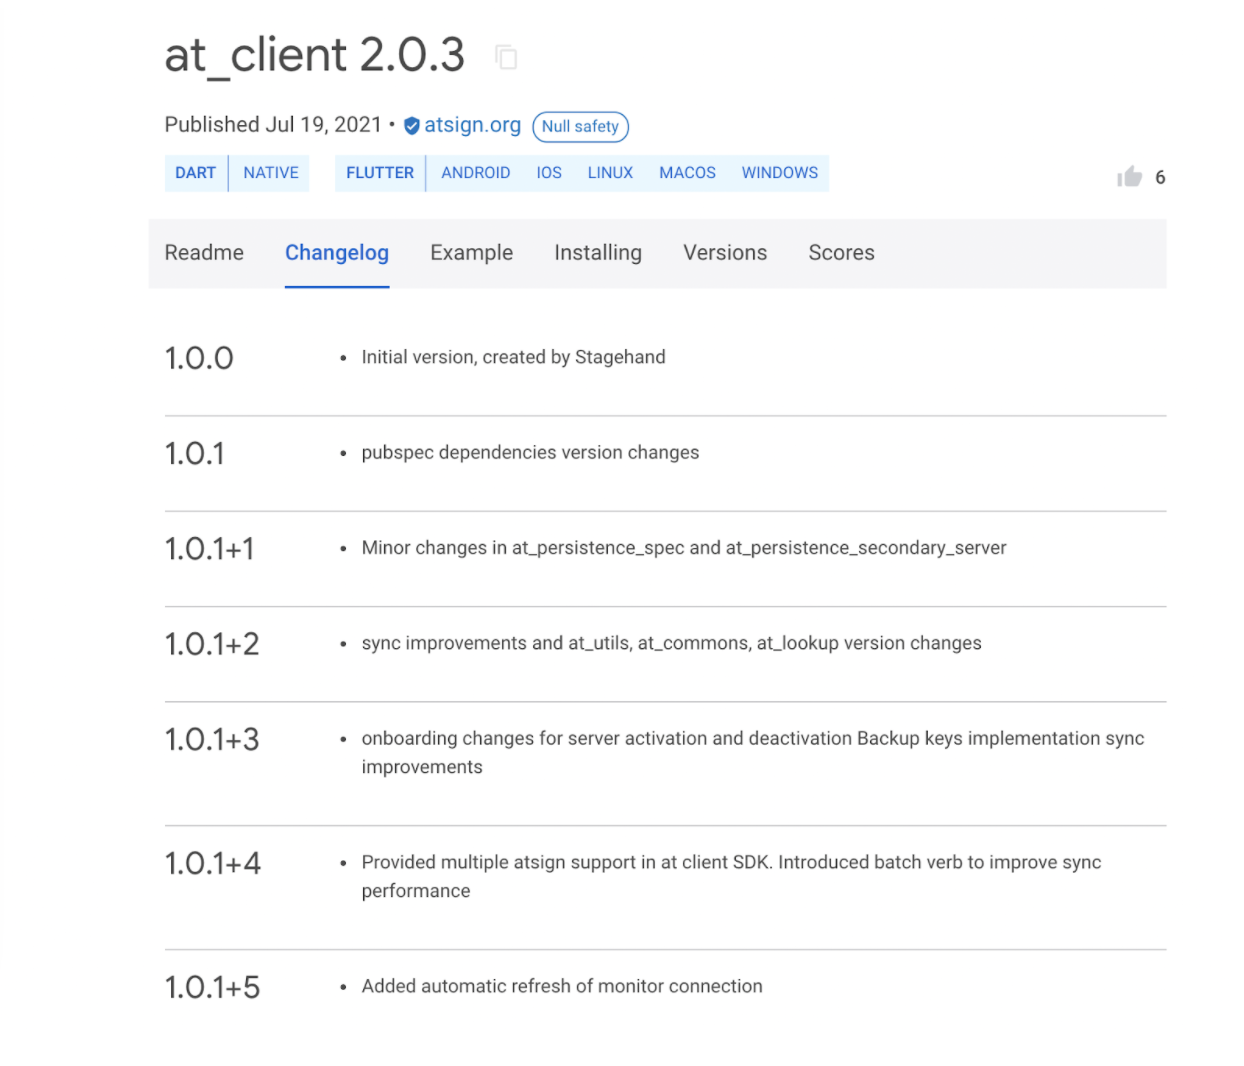 at_client 2.0.3
Published Jul 19, 2021 • atsign.org Null safety
DART NATIVE FLUTTER ANDROID IOS LINUX MACOS WINDOWS 6
Readme Changelog Example Installing Versions Scores
1.0.0 • Initial version, created by Stagehand
1.0.1 • pubspec dependencies version changes
1.0.1+1 • Minor changes in at_persistence_spec and at_persistence_secondary_server
1.0.1+2 • sync improvements and at_utils, at_commons, at_lookup version changes
1.0.1+3 • onboarding changes for server activation and deactivation Backup keys implementation sync
improvements
1.0.1+4 • Provided multiple atsign support in at client SDK. Introduced batch verb to improve sync
performance
1.0.1+5 • Added automatic refresh of monitor connection